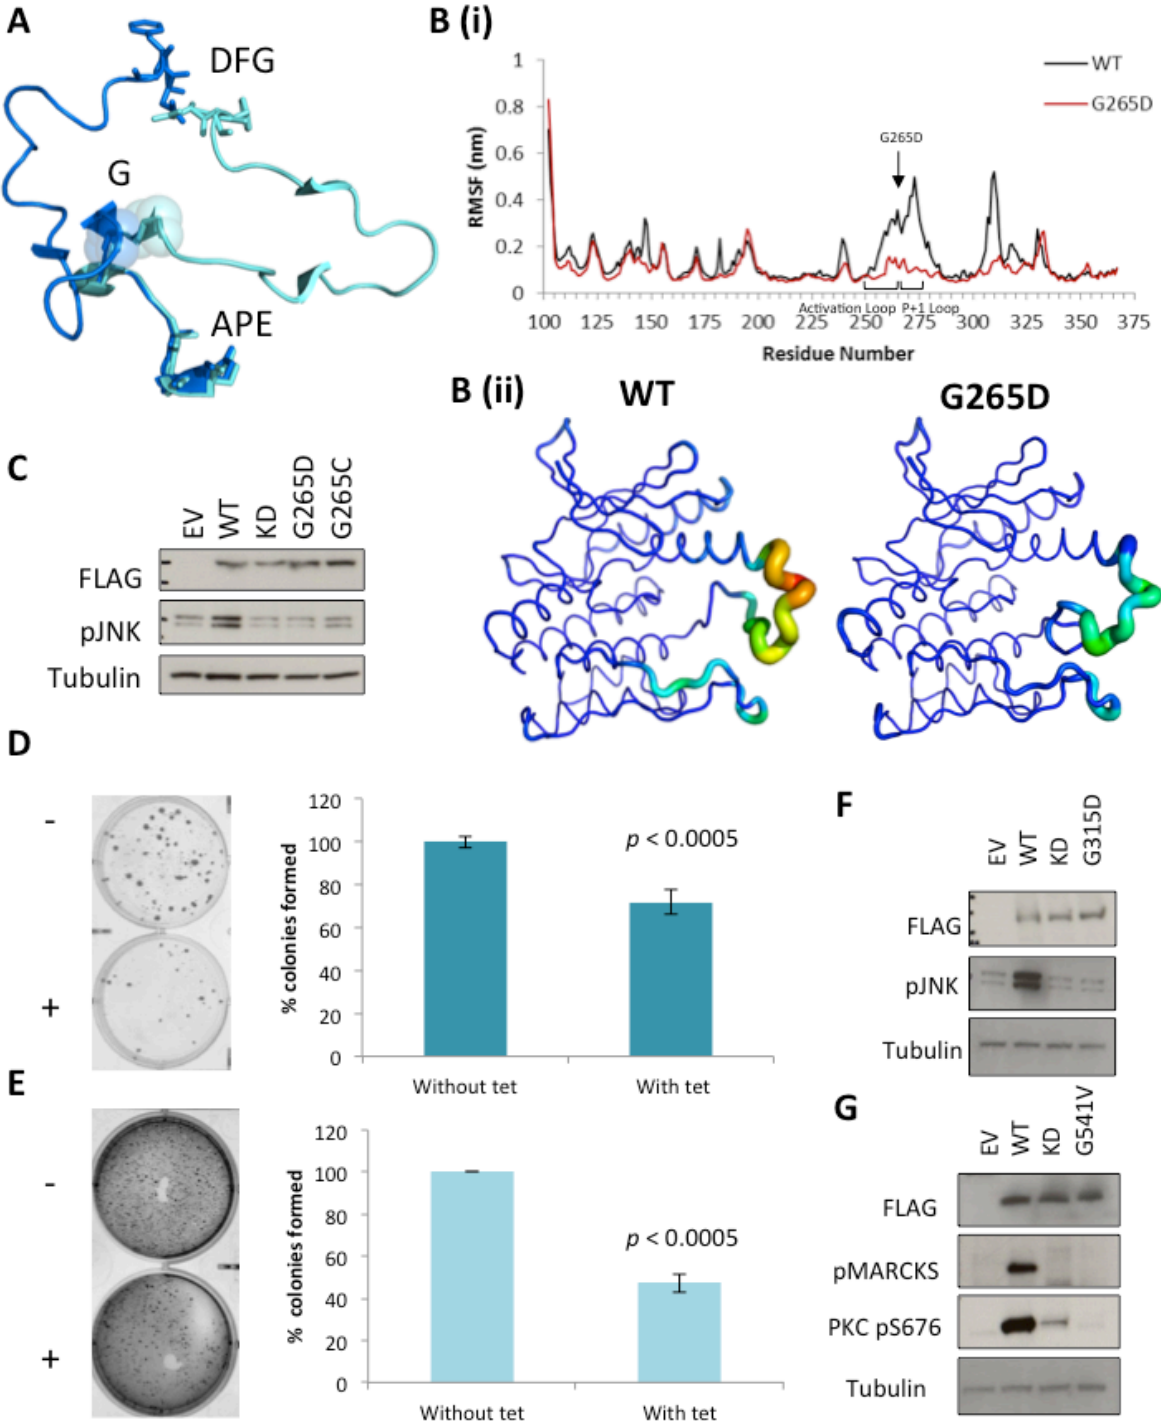 A
DFG
G
APE
B (i)
1
0.8
0.6
0.4
0.2
0
RMSF (nm)
WT
G265D
G265D
Activation Loop P+1 Loop
100 125 150 175 200 225 250 275 300 325 350 375
Residue Number
B (ii)
WT
G265D
C
EV
WT
KD
G265D
G265C
FLAG
pJNK
Tubulin
D
-
+
120
100
80
60
40
20
0
% colonies formed
p < 0.0005
Without tet
With tet
E
-
+
120
100
80
60
40
20
0
% colonies formed
p < 0.0005
Without tet
With tet
F
EV
WT
KD
G315D
FLAG
pJNK
Tubulin
G
EV
WT
KD
G541V
FLAG
pMARCKS
PKC pS676
Tubulin